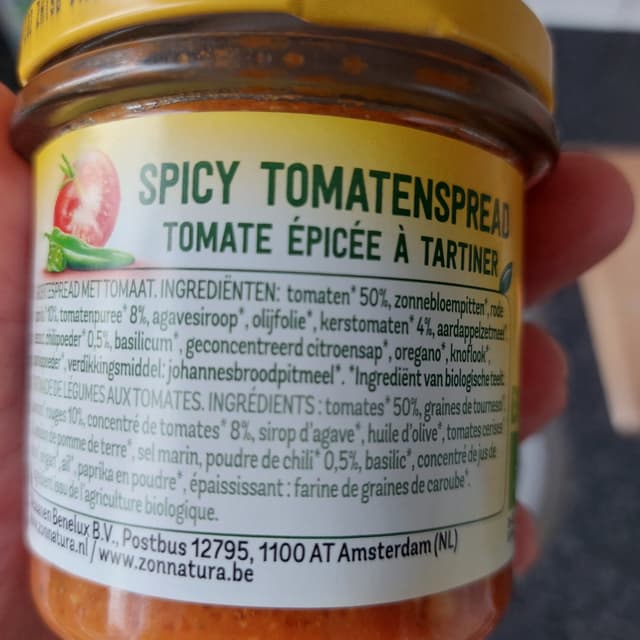 SPICY TOMATENSPREAD
TOMATE ÉPICÉE À TARTINER
MET TOMAAT. INGREDIËNTEN: tomaten* 50%, zonnebloempitten*, rode
10%, tomatenpuree* 8%, agavesiroop*, olijfolie*, kerstomaten* 4%, aardappelzetmeel*
chilipoeder* 0,5%, basilicum*, geconcentreerd citroensap*, oregano*, knoflook*,
verdikkingsmiddel: johannesbroodpitmeel*. *Ingrediënt van biologische teelt.
DE LÉGUMES AUX TOMATES. INGRÉDIENTS: tomates* 50%, graines de tournesol*
rouges 10%, concentré de tomates* 8%, sirop d'agave*, huile d'olive*, tomates cerises
de pomme de terre*, sel marin, poudre de chili* 0,5%, basilic*, concentré de jus de
ail*, paprika en poudre*, épaississant: farine de graines de caroube*.
issu de l'agriculture biologique.
Benelux B.V., Postbus 12795, 1100 AT Amsterdam (NL)
www.zonnatura.nl / www.zonnatura.be